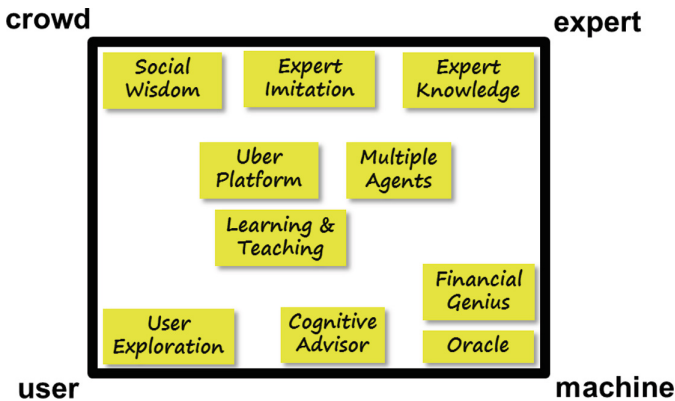 crowd
expert
Social
Wisdom
Expert
Imitation
Expert
Knowledge
Uber
Platform
Multiple
Agents
Learning &
Teaching
Financial
Genius
User
Exploration
Cognitive
Advisor
Oracle
user
machine